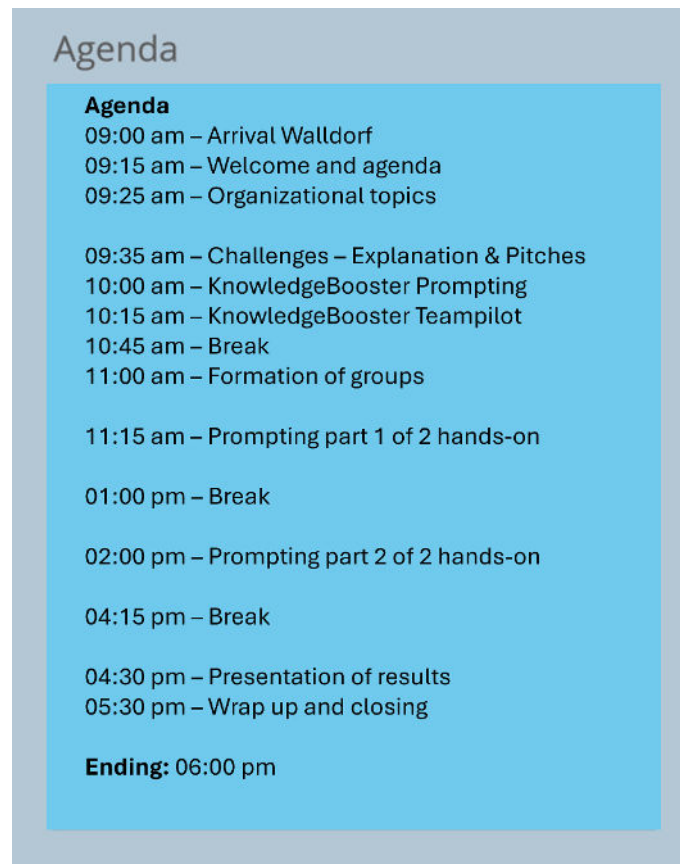 Agenda
Agenda
09:00 am – Arrival Walldorf
09:15 am – Welcome and agenda
09:25 am – Organizational topics
09:35 am – Challenges – Explanation & Pitches
10:00 am – KnowledgeBooster Prompting
10:15 am – KnowledgeBooster Teampilot
10:45 am – Break
11:00 am – Formation of groups
11:15 am – Prompting part 1 of 2 hands-on
01:00 pm – Break
02:00 pm – Prompting part 2 of 2 hands-on
04:15 pm – Break
04:30 pm – Presentation of results
05:30 pm – Wrap up and closing
Ending: 06:00 pm